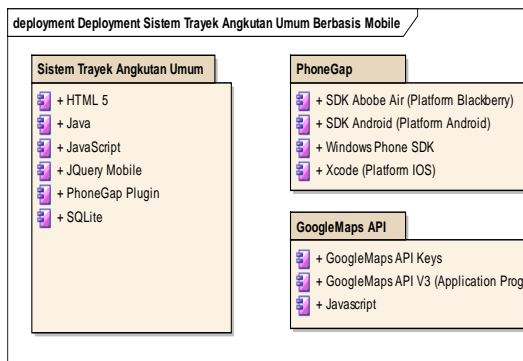 deployment Deployment Sistem Trayek Angkutan Umum Berbasis Mobile
Sistem Trayek Angkutan Umum
+ HTML 5
+ Java
+ JavaScript
+ JQuery Mobile
+ PhoneGap Plugin
+ SQLite
PhoneGap
+ SDK Abobe Air (Platform Blackberry)
+ SDK Android (Platform Android)
+ Windows Phone SDK
+ Xcode (Platform IOS)
GoogleMaps API
+ GoogleMaps API Keys
+ GoogleMaps API V3 (Application Prog
+ Javascript